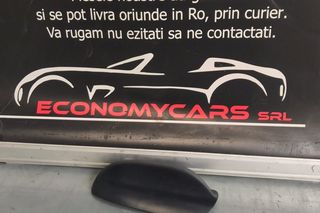 si se pot livra oriunde in Ro, prin curier.
Va rugam nu ezitati sa ne contactati.
ECONOMYCARS SRL